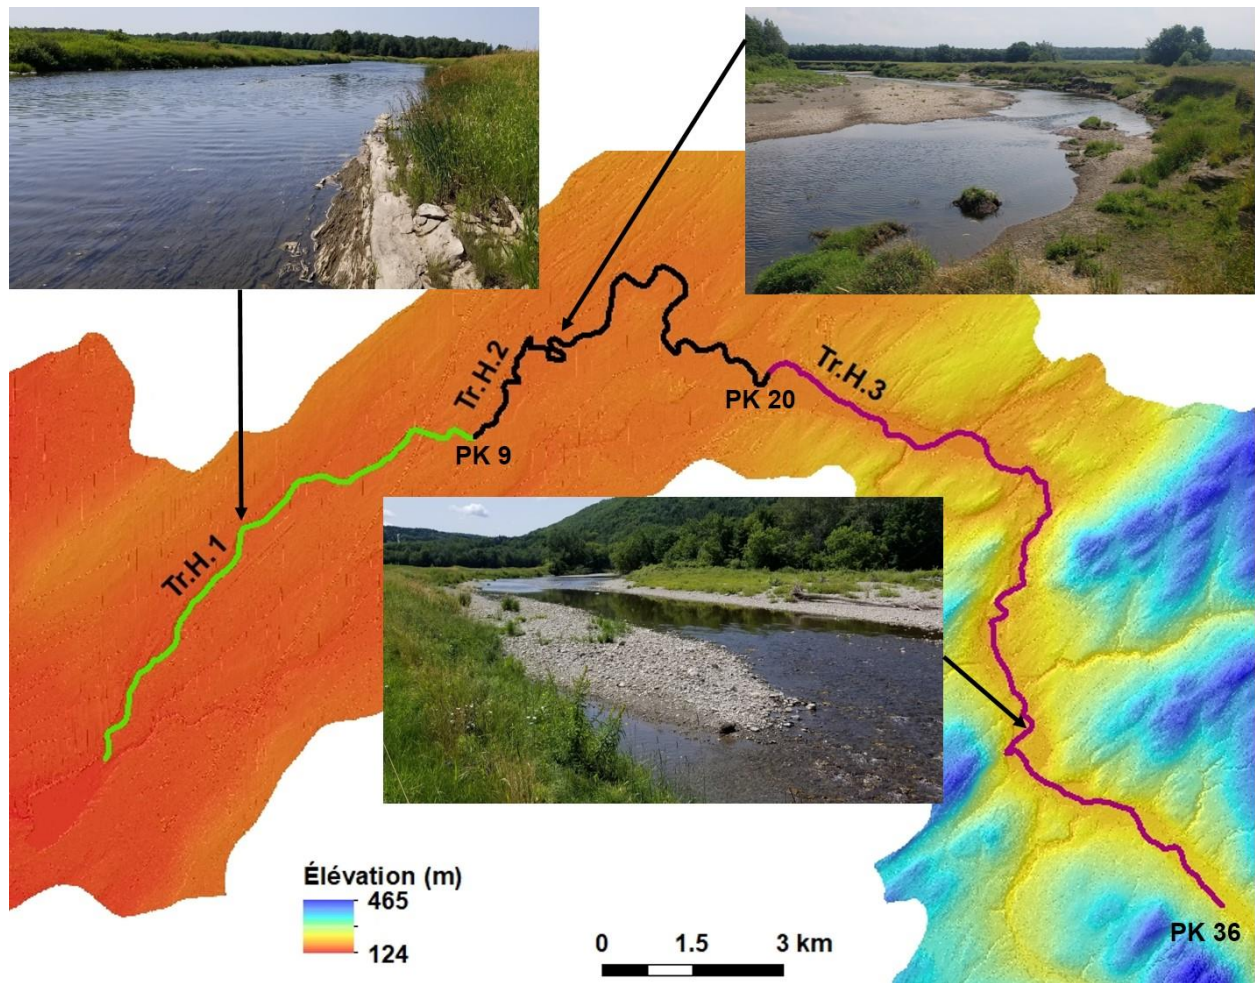 Tr.H.2
Tr.H.3
PK 20
PK 9
Tr.H.1
Élévation (m)
465
124
0 1.5 3 km
PK 36